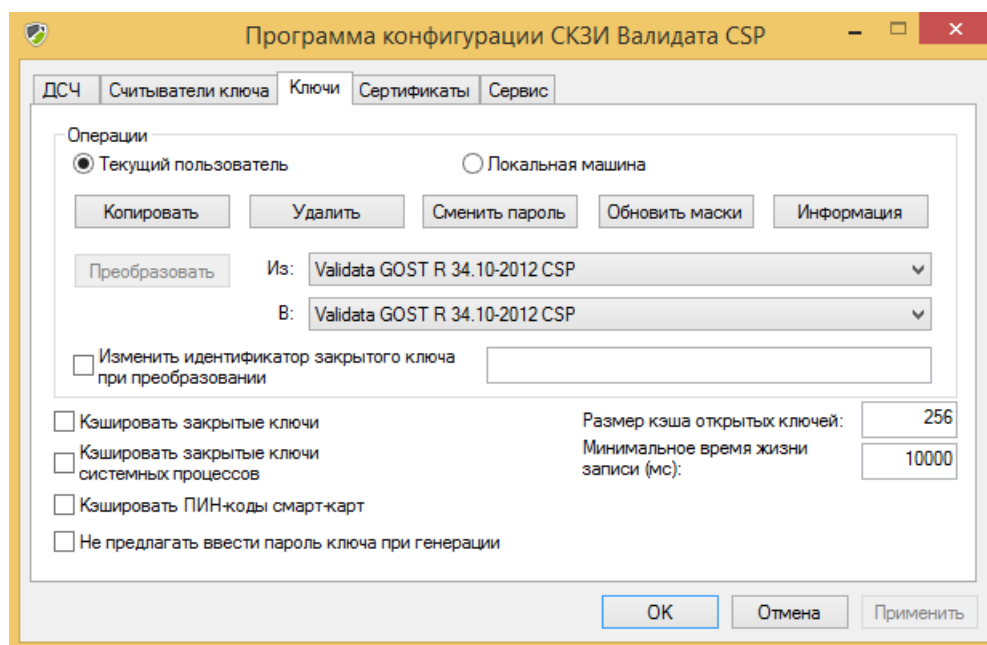 Программа конфигурации СКЗИ Валидата CSP
ДСЧ Считыватели ключа Ключи Сертификаты Сервис
Операции
Текущий пользователь Локальная машина
Копировать Удалить Сменить пароль Обновить маски Информация
Преобразовать Из: Validata GOST R 34.10-2012 CSP
В: Validata GOST R 34.10-2012 CSP
Изменить идентификатор закрытого ключа
при преобразовании
Кэшировать закрытые ключи Размер кэша открытых ключей: 256
Кэшировать закрытые ключи
системных процессов
Минимальное время жизни
записи (мс): 10000
Кэшировать ПИН-коды смарт-карт
Не предлагать ввести пароль ключа при генерации
OK Отмена Применить